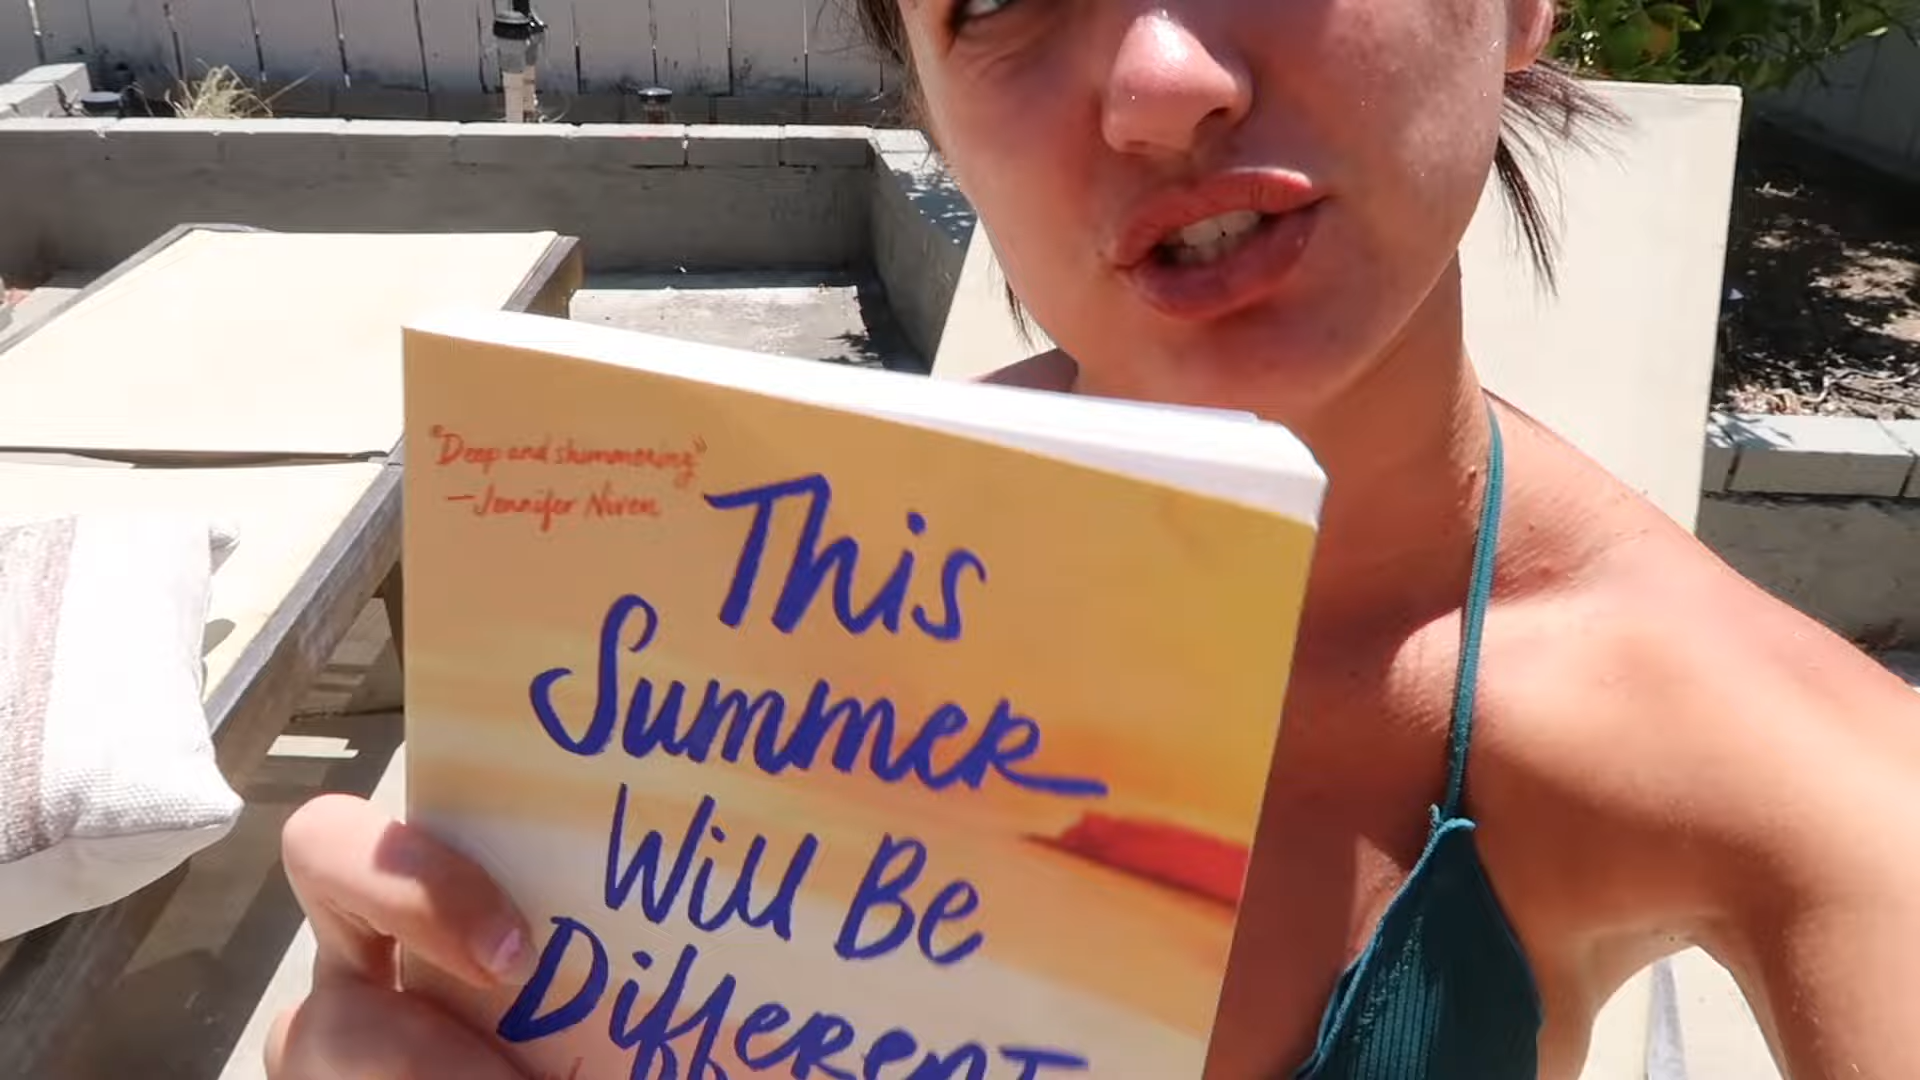 "Deep and shimmering"
—Jennifer Niven
This
Summer
Will Be
Different